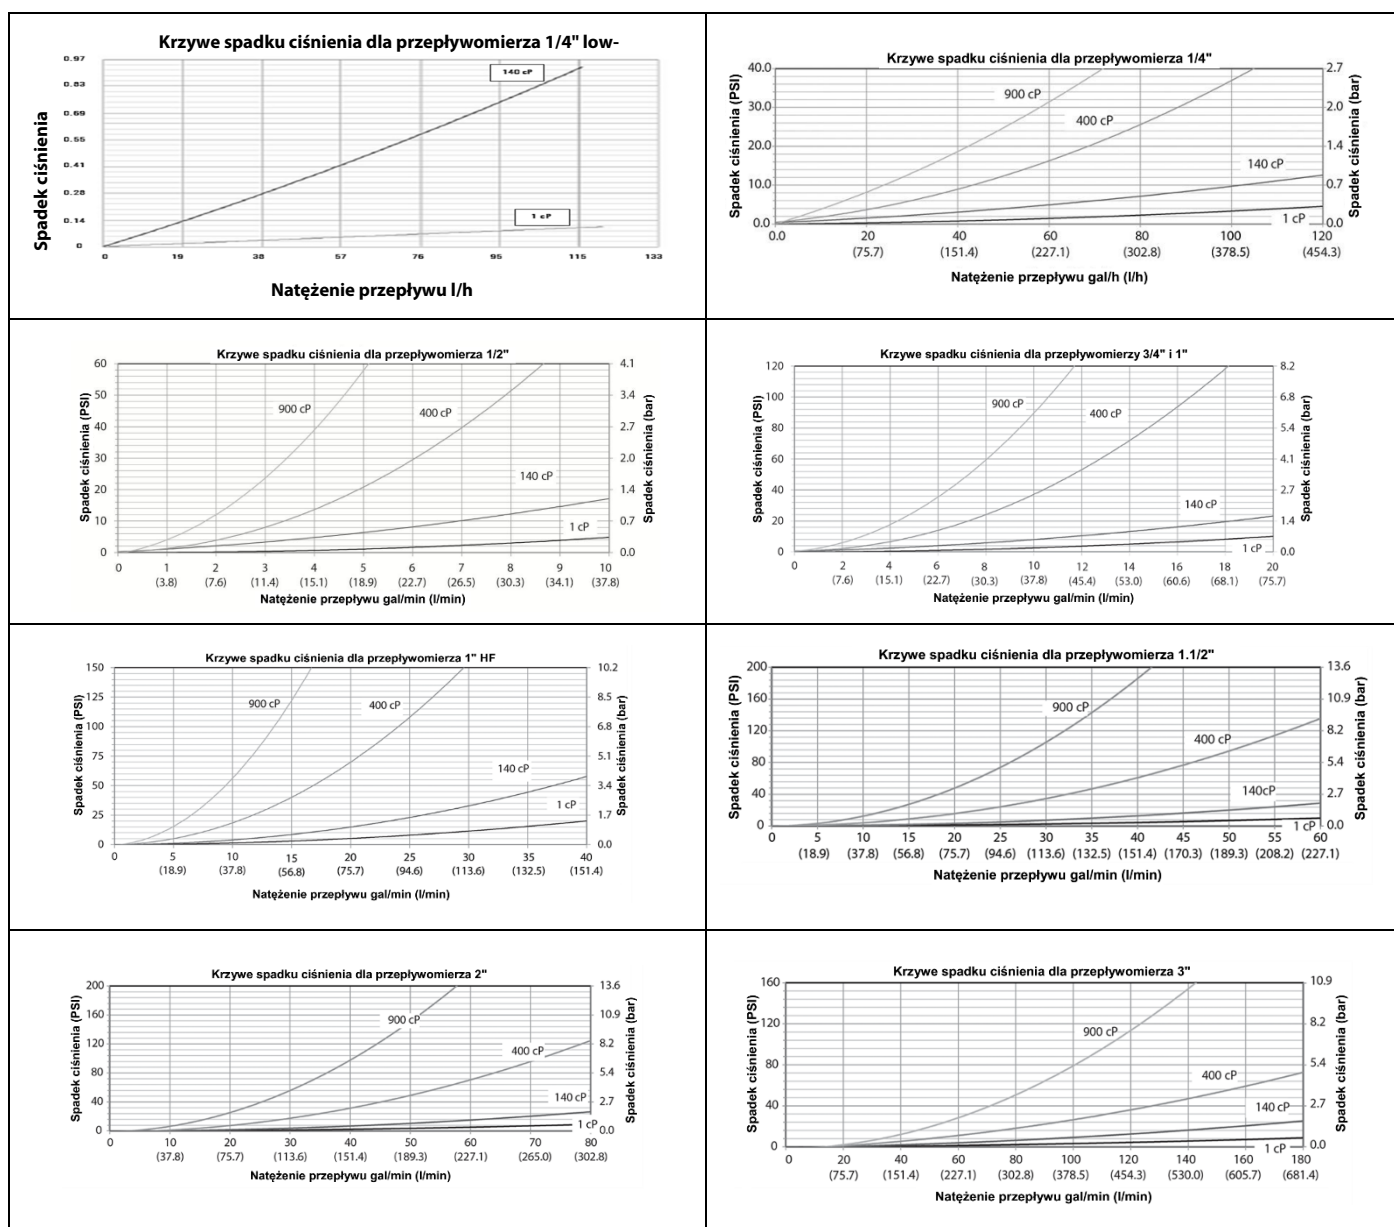 Krzywe spadku ciśnienia dla przepływomierza 1/4" low-
0.97
0.83
0.69
0.55
0.41
0.28
0.14
0
Spadek ciśnienia
140 cP
1 cP
0 19 38 57 76 95 115 133
Natężenie przepływu l/h
Krzywe spadku ciśnienia dla przepływomierza 1/4"
40.0
30.0
20.0
10.0
0.0
Spadek ciśnienia (PSI)
900 cP
400 cP
140 cP
1 cP
2.7
2.0
1.4
0.7
0.0
Spadek ciśnienia (bar)
0.0 20 40 60 80 100 120
(75.7) (151.4) (227.1) (302.8) (378.5) (454.3)
Natężenie przepływu gal/h (l/h)
Krzywe spadku ciśnienia dla przepływomierza 1/2"
60
50
40
30
20
10
0
Spadek ciśnienia (PSI)
900 cP
400 cP
140 cP
1 cP
4.1
3.4
2.7
2.0
1.4
0.7
0.0
Spadek ciśnienia (bar)
0 1 2 3 4 5 6 7 8 9 10
(3.8) (7.6) (11.4) (15.1) (18.9) (22.7) (26.5) (30.3) (34.1) (37.8)
Natężenie przepływu gal/min (l/min)
Krzywe spadku ciśnienia dla przepływomierzy 3/4" i 1"
120
100
80
60
40
20
0
Spadek ciśnienia (PSI)
900 cP
400 cP
140 cP
1 cP
8.2
6.8
5.4
4.1
2.7
1.4
0.0
Spadek ciśnienia (bar)
0 2 4 6 8 10 12 14 16 18 20
(7.6) (15.1) (22.7) (30.3) (37.8) (45.4) (53.0) (60.6) (68.1) (75.7)
Natężenie przepływu gal/min (l/min)
Krzywe spadku ciśnienia dla przepływomierza 1" HF
150
125
100
75
50
25
0
Spadek ciśnienia (PSI)
900 cP
400 cP
140 cP
1 cP
10.2
8.5
6.8
5.1
3.4
1.7
0.0
Spadek ciśnienia (bar)
0 5 10 15 20 25 30 35 40
(18.9) (37.8) (56.8) (75.7) (94.6) (113.6) (132.5) (151.4)
Natężenie przepływu gal/min (l/min)
Krzywe spadku ciśnienia dla przepływomierza 1.1/2"
200
160
120
80
40
0
Spadek ciśnienia (PSI)
900 cP
400 cP
140cP
1 cP
13.6
10.9
8.2
5.4
2.7
0.0
Spadek ciśnienia (bar)
0 5 10 15 20 25 30 35 40 45 50 55 60
(18.9) (37.8) (56.8) (75.7) (94.6) (113.6) (132.5) (151.4) (170.3) (189.3) (208.2) (227.1)
Natężenie przepływu gal/min (l/min)
Krzywe spadku ciśnienia dla przepływomierza 2"
200
160
120
80
40
0
Spadek ciśnienia (PSI)
900 cP
400 cP
140 cP
1 cP
13.6
10.9
8.2
5.4
2.7
0.0
Spadek ciśnienia (bar)
0 10 20 30 40 50 60 70 80
(37.8) (75.7) (113.6) (151.4) (189.3) (227.1) (265.0) (302.8)
Natężenie przepływu gal/min (l/min)
Krzywe spadku ciśnienia dla przepływomierza 3"
160
120
80
40
0
Spadek ciśnienia (PSI)
900 cP
400 cP
140 cP
1 cP
10.9
8.2
5.4
2.7
0.0
Spadek ciśnienia (bar)
0 20 40 60 80 100 120 140 160 180
(75.7) (151.4) (227.1) (302.8) (378.5) (454.3) (530.0) (605.7) (681.4)
Natężenie przepływu gal/min (l/min)